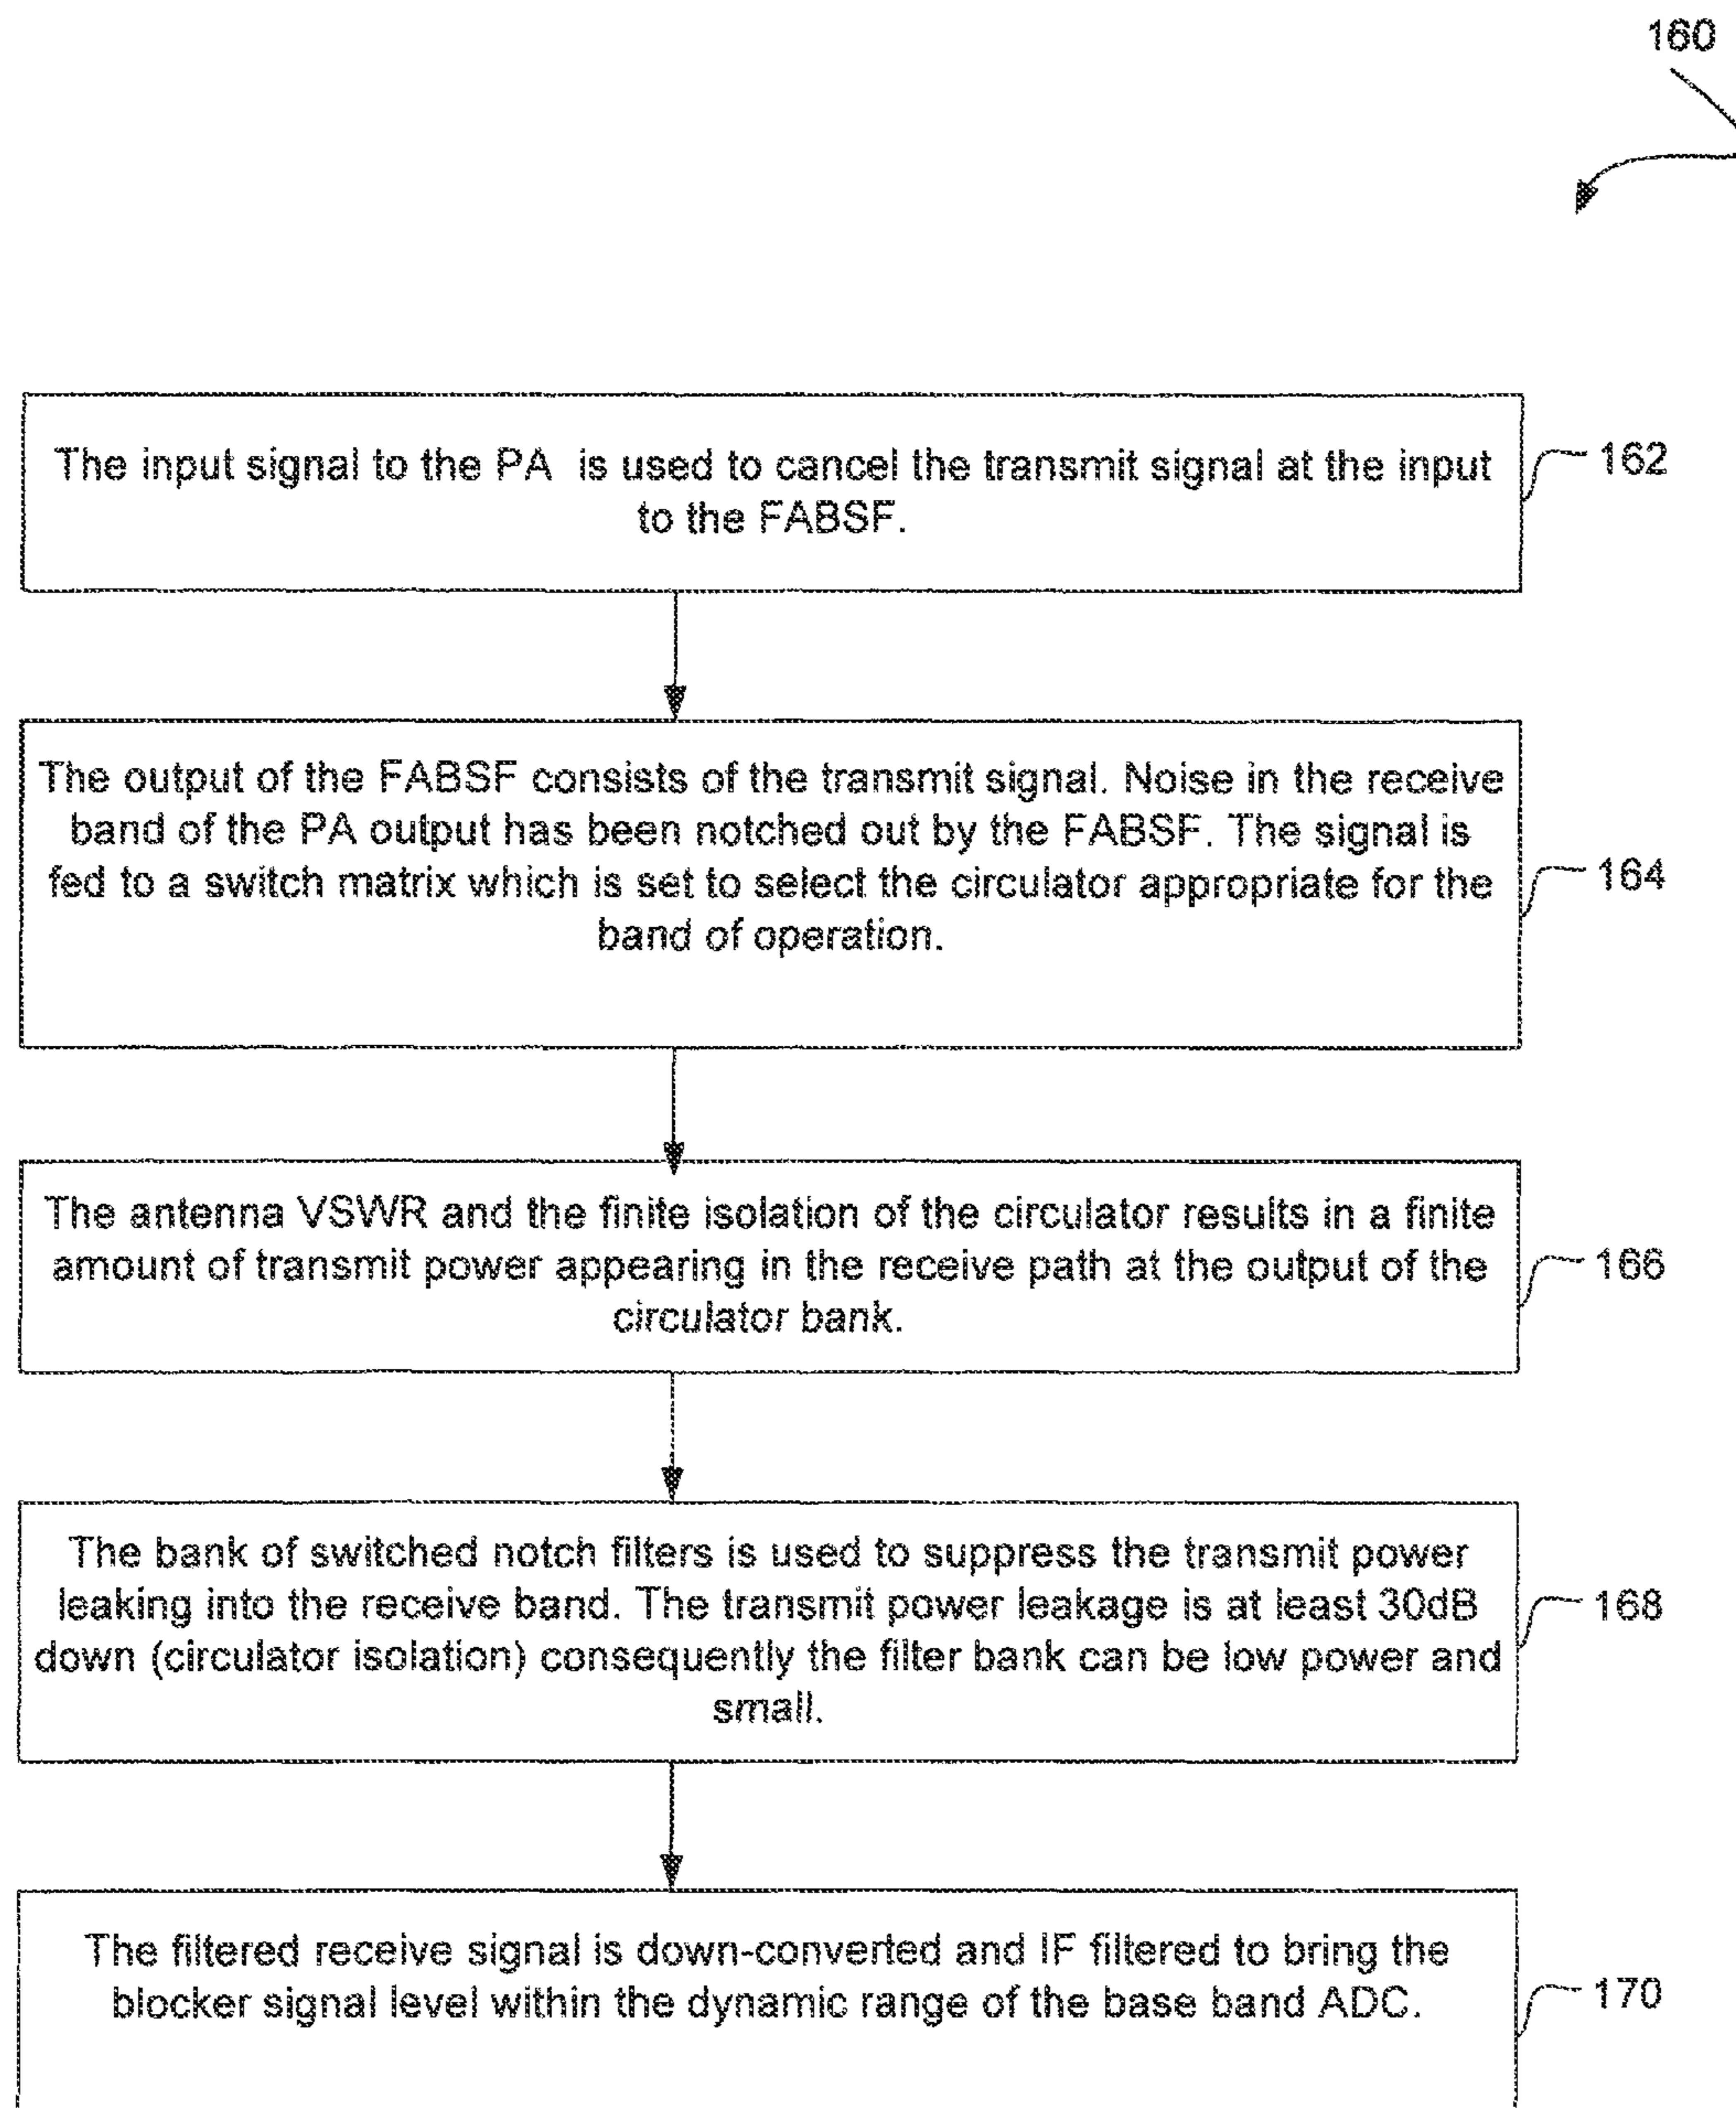 160
The input signal to the PA is used to cancel the transmit signal at the input
to the FABSF.
162
The output of the FABSF consists of the transmit signal. Noise in the receive
band of the PA output has been notched out by the FABSF. The signal is
fed to a switch matrix which is set to select the circulator appropriate for the
band of operation.
164
The antenna VSWR and the finite isolation of the circulator results in a finite
amount of transmit power appearing in the receive path at the output of the
circulator bank.
166
The bank of switched notch filters is used to suppress the transmit power
leaking into the receive band. The transmit power leakage is at least 30dB
down (circulator isolation) consequently the filter bank can be low power and
small.
168
The filtered receive signal is down-converted and IF filtered to bring the
blocker signal level within the dynamic range of the base band ADC.
170